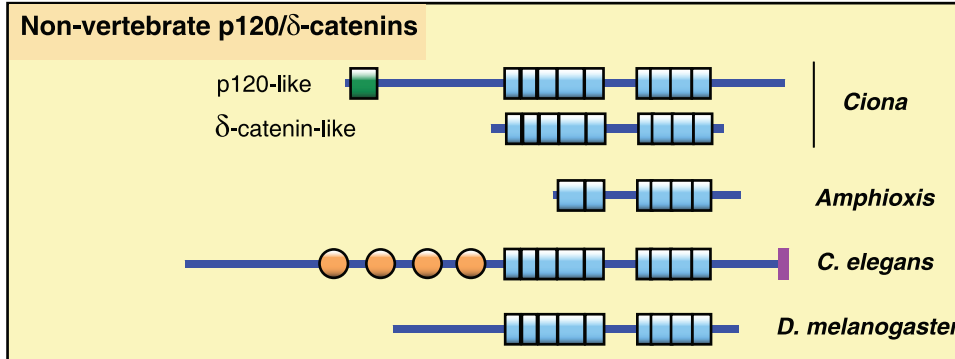 Non-vertebrate p120/δ-catenins
p120-like
δ-catenin-like
Ciona
Amphioxis
C. elegans
D. melanogaster